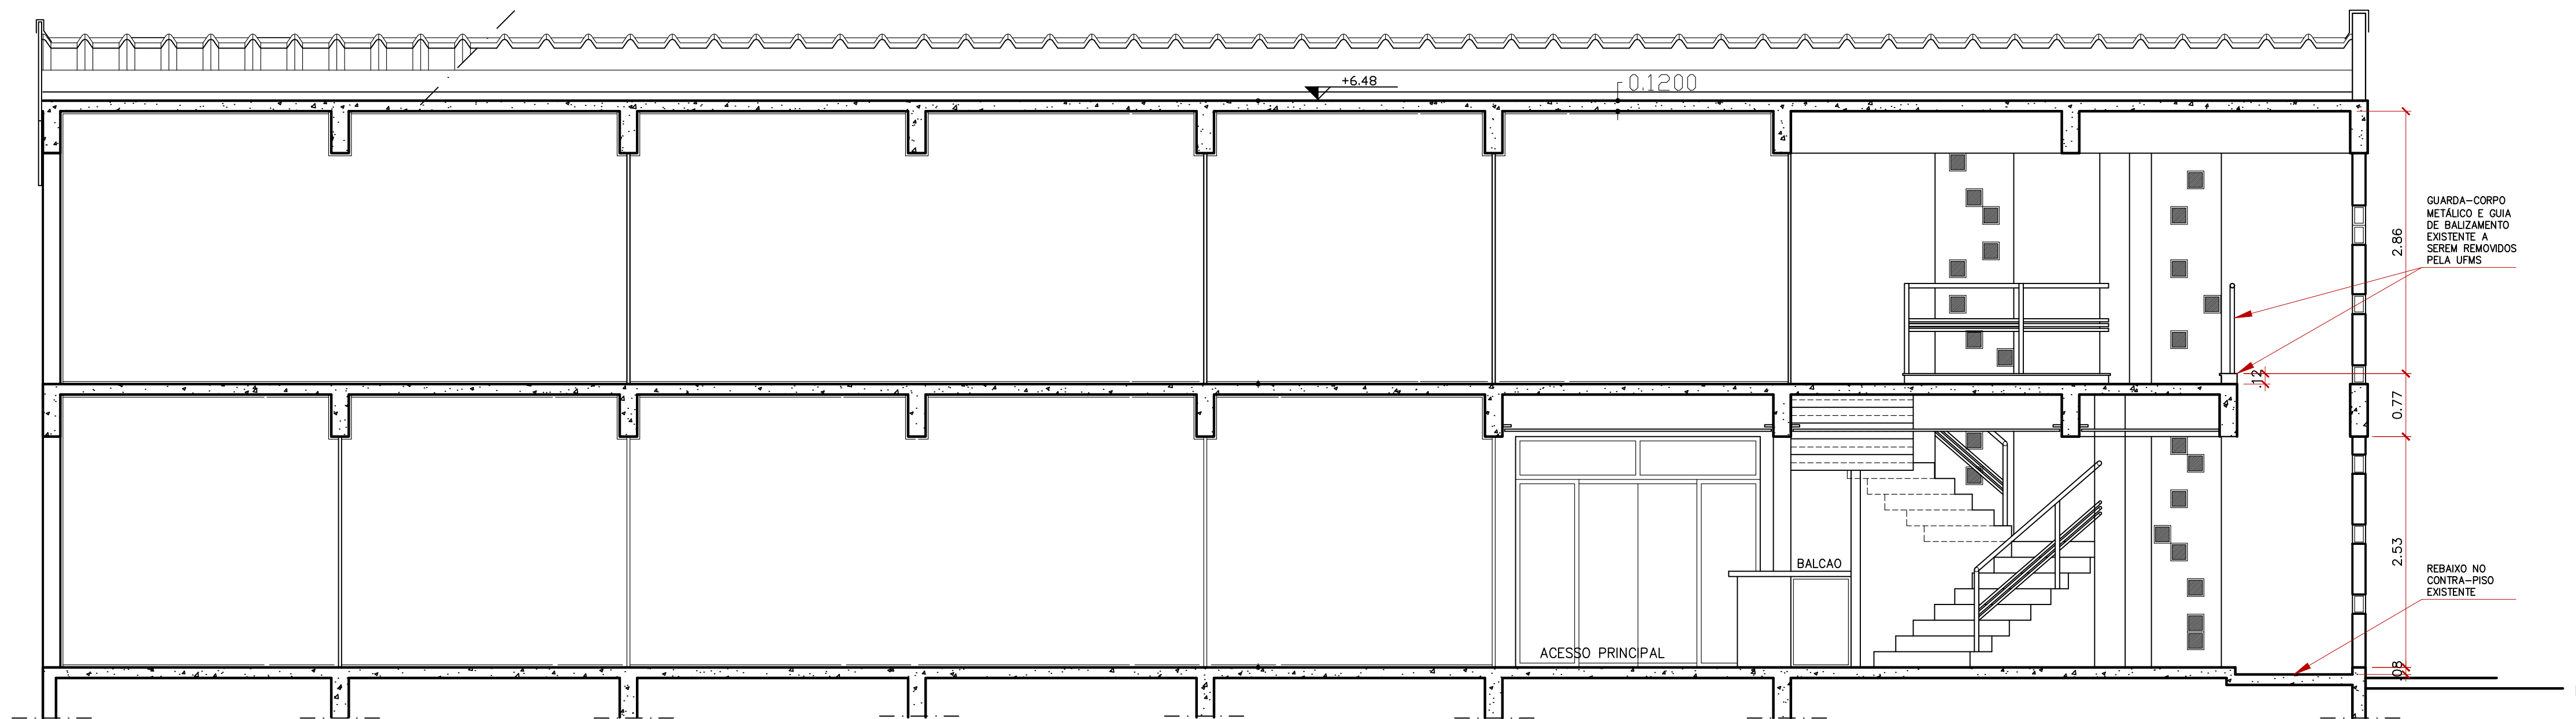 +6.48
0.1200
GUARDA-CORPO
METÁLICO E GUIA
DE BALIZAMENTO
EXISTENTE A
SEREM REMOVIDOS
PELA UFMS
2.86
.12
0.77
2.53
BALCAO
REBAIXO NO
CONTRA-PISO
EXISTENTE
ACESSO PRINCIPAL
.08